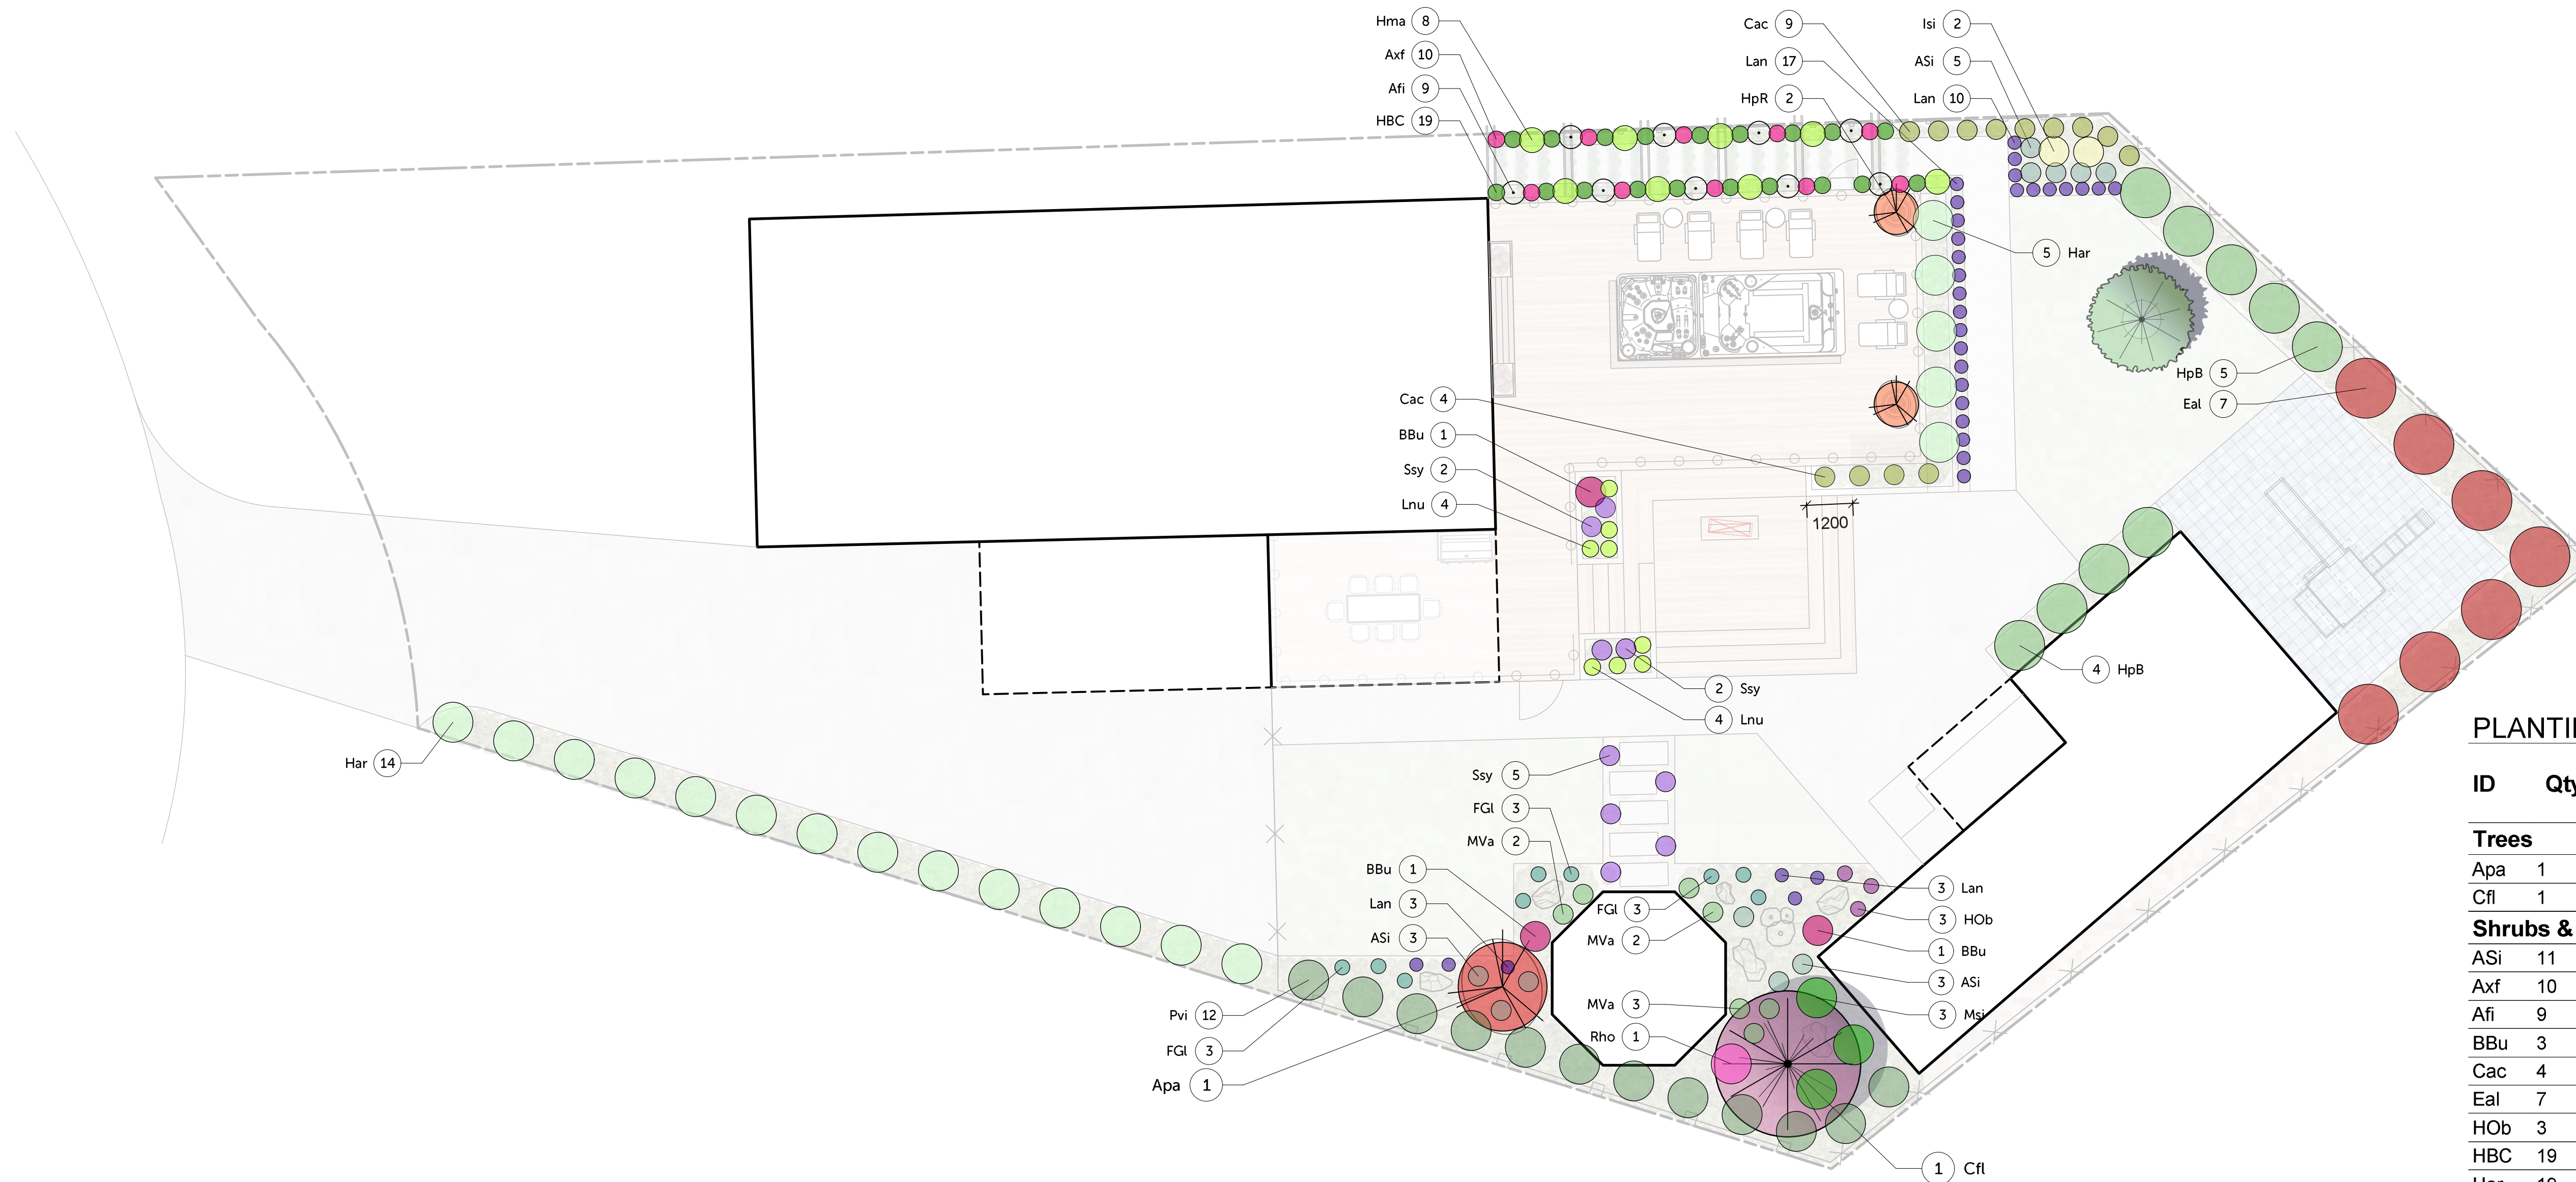 Hma 8
Axf 10
Afi 9
HBC 19
Cac 9
Lan 17
HpR 2
Isi 2
ASi 5
Lan 10
5 Har
HpB 5
Eal 7
Cac 4
BBu 1
Ssy 2
Lnu 4
1200
4 HpB
2 Ssy
4 Lnu
Har 14
Ssy 5
FGl 3
MVa 2
BBu 1
Lan 3
ASi 3
FGl 3
MVa 2
3 Lan
3 HOb
1 BBu
3 ASi
3 Msi
MVa 3
Rho 1
Pvi 12
FGl 3
Apa 1
1 Cfl
ID Qty
Trees
Apa 1
Cfl 1
Shrubs &
ASi 11
Axf 10
Afi 9
BBu 3
Cac 4
Eal 7
HOb 3
HBC 19